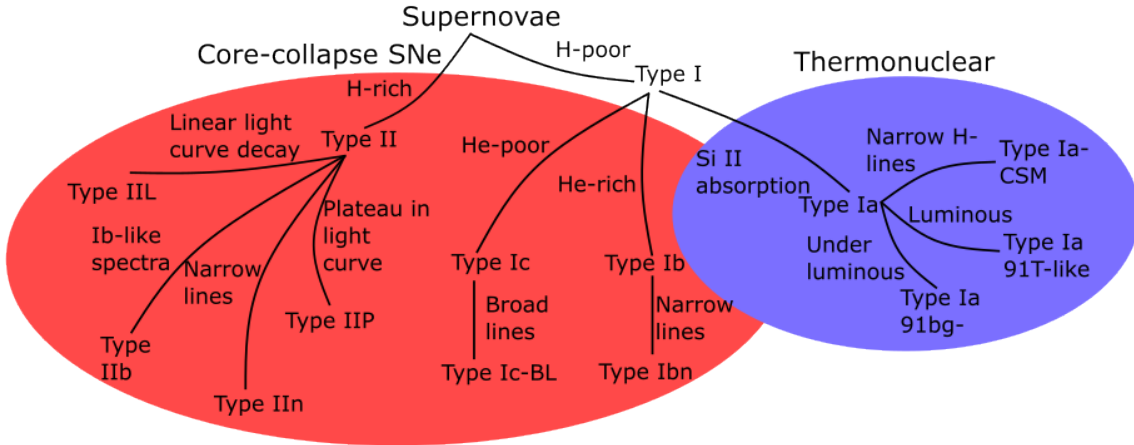 Supernovae
Core-collapse SNe
H-poor
Thermonuclear
Type I
H-rich
Linear light
curve decay
Type II
He-poor
Narrow H-
lines
Type Ia-
CSM
Si II
absorption
Type IIL
He-rich
Type Ia
Luminous
Plateau in
light
curve
Ib-like
spectra
Under
luminous
Type Ia
91T-like
Narrow
lines
Type Ic
Type Ib
Type Ia
91bg-
Type IIP
Broad
lines
Narrow
lines
Type
IIb
Type Ic-BL
Type Ibn
Type IIn